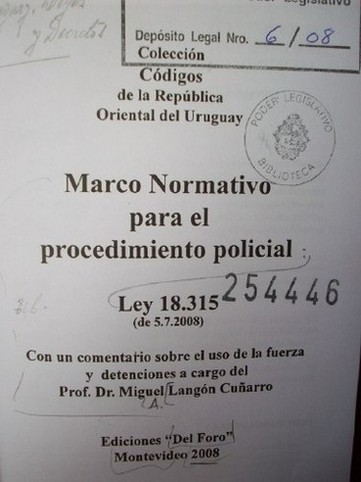 Legislativo
y Decretos
Depósito Legal Nro. 6/08
Colección
Códigos
de la República
Oriental del Uruguay
PODER LEGISLATIVO
BIBLIOTECA
Marco Normativo
para el
procedimiento policial
Ley 18.315
254446
(de 5.7.2008)
Con un comentario sobre el uso de la fuerza
y detenciones a cargo del
Prof. Dr. Miguel Langón Cuñarro
A.
Ediciones "Del Foro"
Montevideo 2008